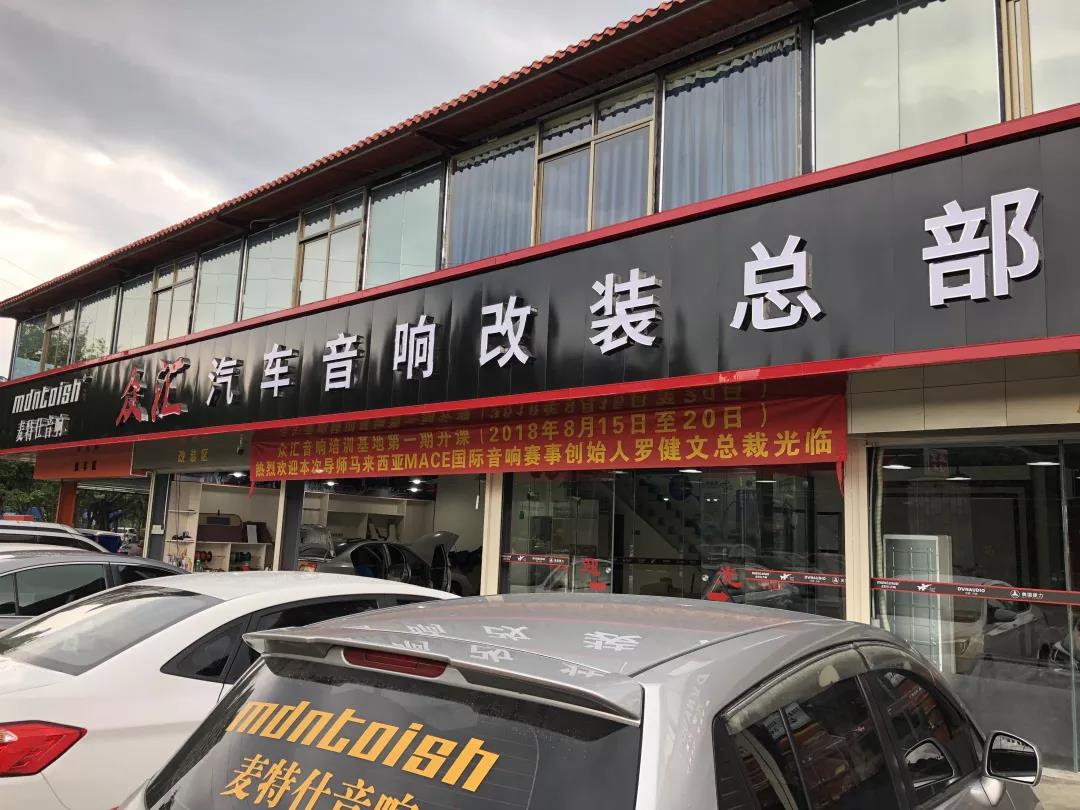 mdntoish
麦特仕音响
众汇 汽车音响改装总部
众汇音响培训基地第一期开课(2018年8月15日至20日)
热烈欢迎本次导师马来西亚MACE国际音响赛事创始人罗健文总裁光临
改装区
DVNAUDIO
mdntoish
麦特仕音响